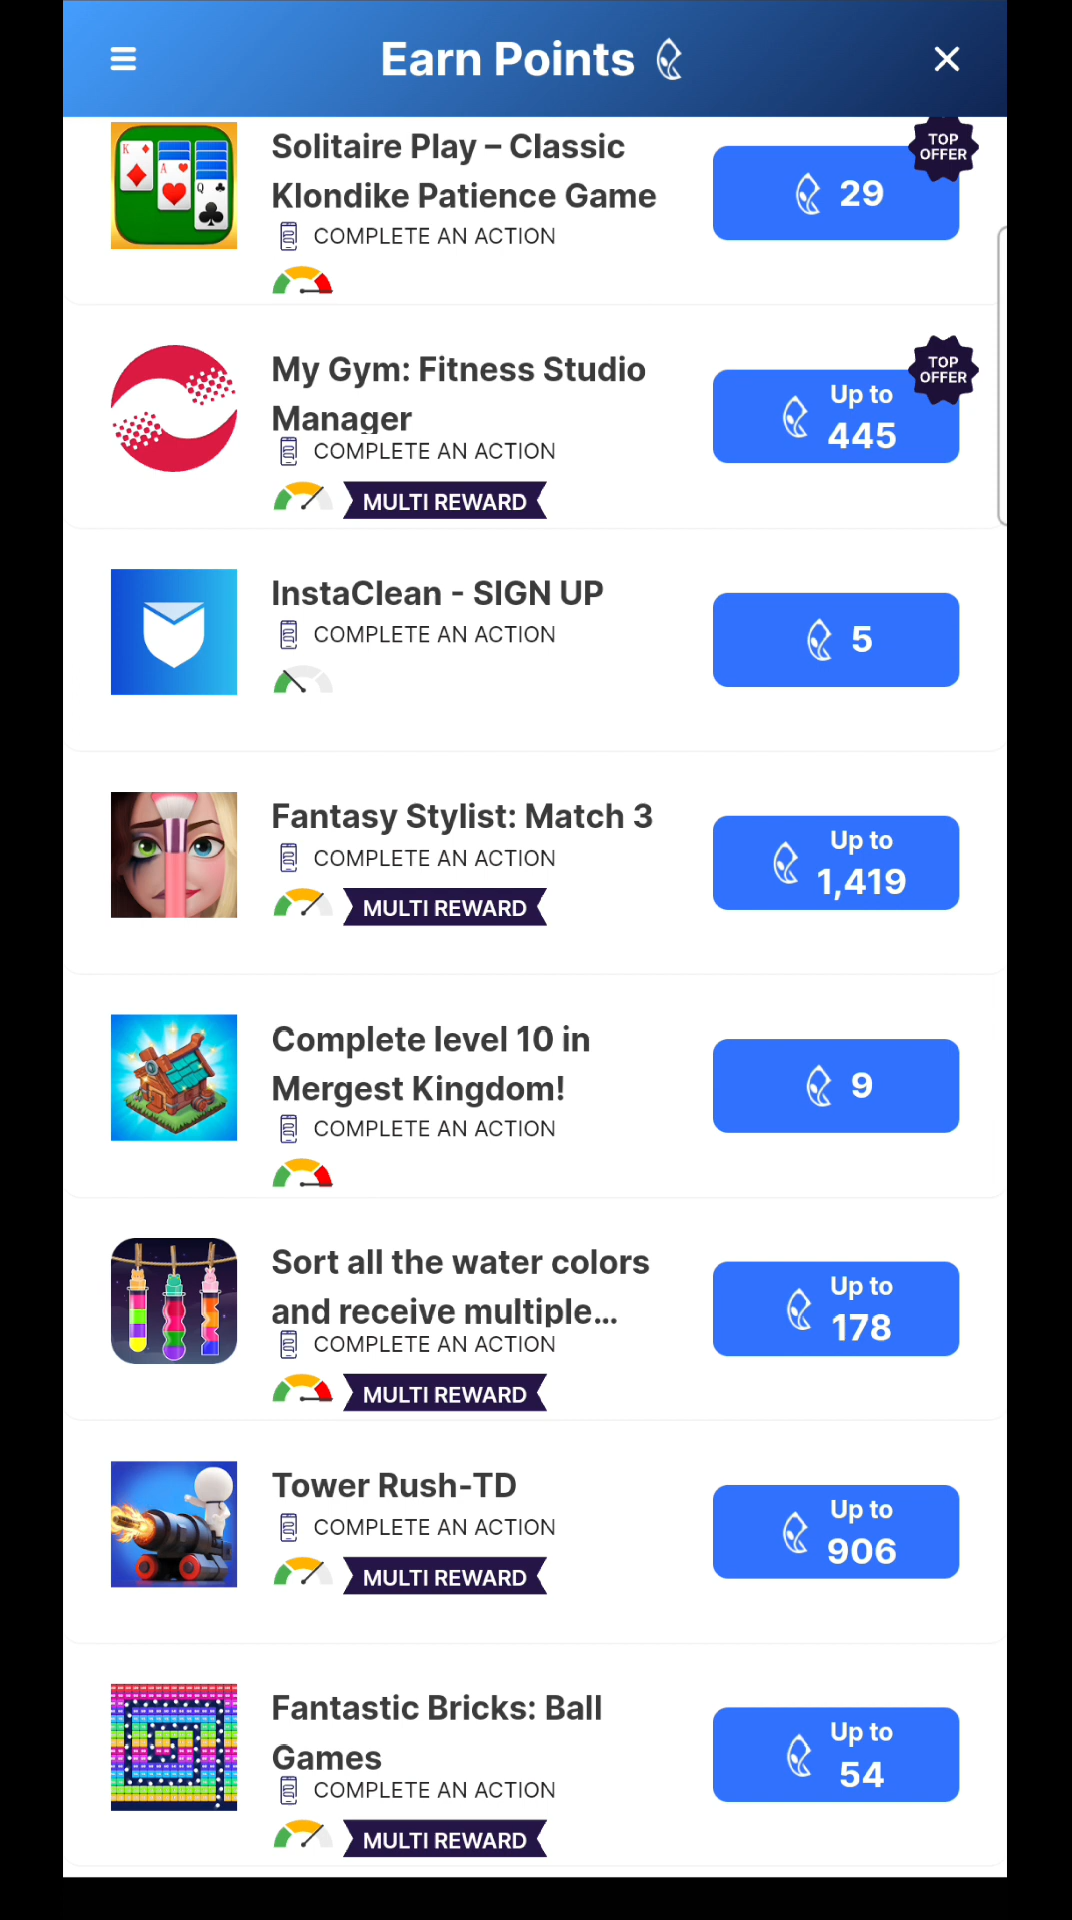 Earn Points
Solitaire Play – Classic
Klondike Patience Game
COMPLETE AN ACTION
TOP
OFFER
29
My Gym: Fitness Studio
Manager
COMPLETE AN ACTION
MULTI REWARD
TOP
OFFER
Up to
445
InstaClean - SIGN UP
COMPLETE AN ACTION
5
Fantasy Stylist: Match 3
COMPLETE AN ACTION
MULTI REWARD
Up to
1,419
Complete level 10 in
Mergest Kingdom!
COMPLETE AN ACTION
9
Sort all the water colors
and receive multiple...
COMPLETE AN ACTION
MULTI REWARD
Up to
178
Tower Rush-TD
COMPLETE AN ACTION
MULTI REWARD
Up to
906
Fantastic Bricks: Ball
Games
COMPLETE AN ACTION
MULTI REWARD
Up to
54